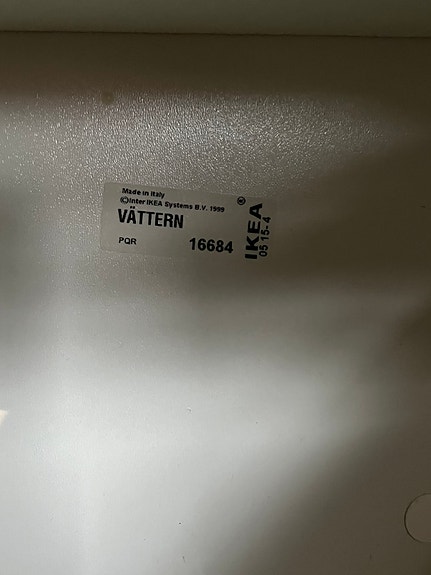 Made in Italy
©Inter IKEA Systems B.V. 1999
VÄTTERN
PQR 16684
®
IKEA
05 15-4